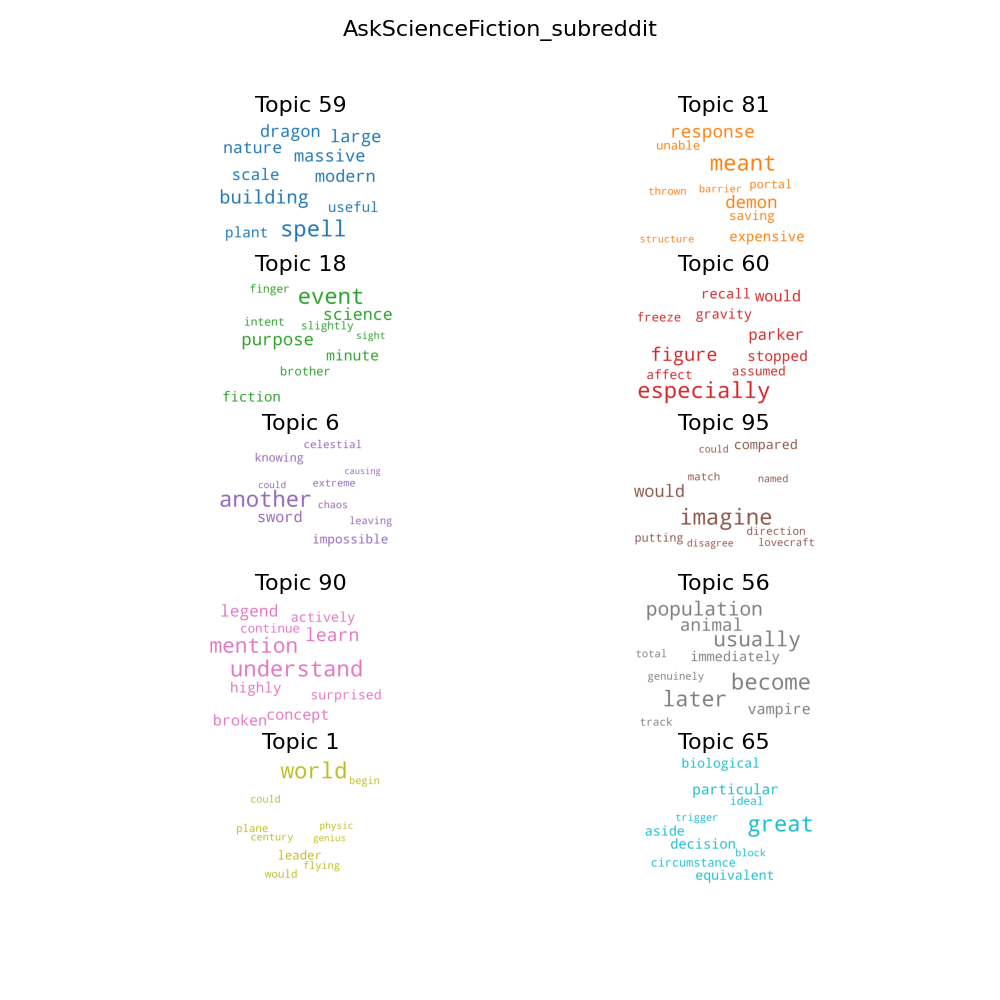 AskScienceFiction_subreddit
Topic 59
dragon large
nature massive
scale modern
building useful
plant spell
Topic 81
response
unable
meant
thrown barrier portal
demon
saving
structure expensive
Topic 18
finger event
science
intent slightly
purpose sight
minute
brother
fiction
Topic 60
recall would
freeze gravity
parker
figure stopped
affect assumed
especially
Topic 6
celestial
knowing
causing
could extreme
another chaos
sword leaving
impossible
Topic 95
could compared
match named
would
imagine
direction
putting disagree lovecraft
Topic 90
legend actively
continue learn
mention
understand
highly surprised
broken concept
Topic 56
population
animal
usually
total immediately
genuinely become
later vampire
track
Topic 1
world begin
could
plane physic
century genius
leader
flying
would
Topic 65
biological
particular
ideal
trigger great
aside
decision block
circumstance
equivalent